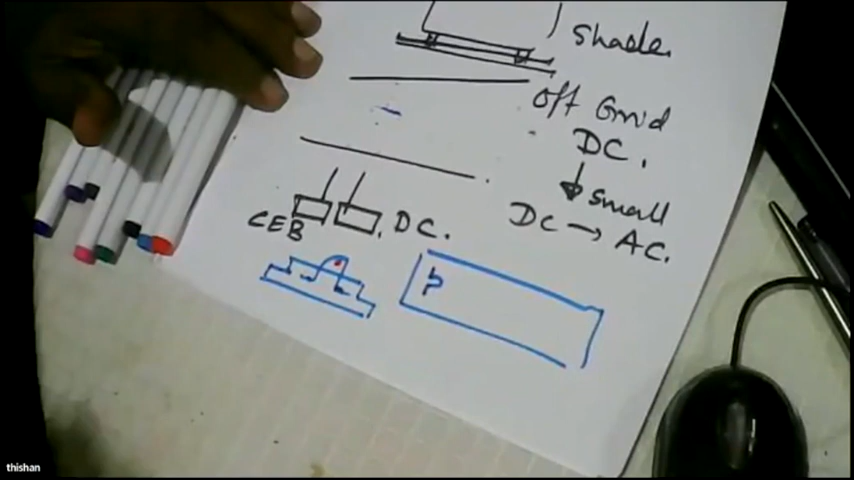 Shade.
Off Grid
DC.
small
DC → AC.
CEB
DC.
thishan